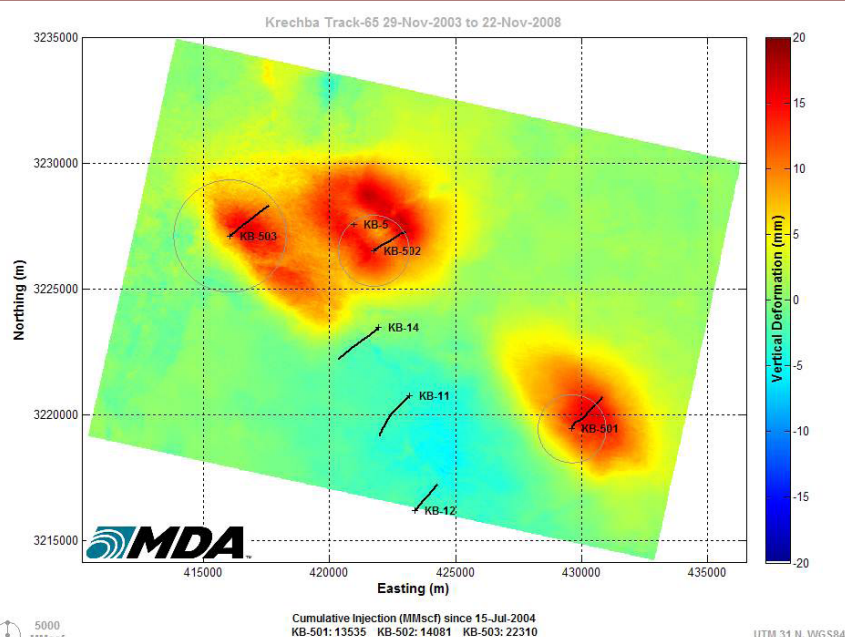 Krechba Track-65 29-Nov-2003 to 22-Nov-2008
3235000
3230000
3225000
3220000
3215000
Northing (m)
KB-503
KB-5
KB-502
KB-14
KB-11
KB-501
KB-12
MDA
415000
420000
425000
430000
435000
Easting (m)
20
15
10
5
0
-5
-10
-15
-20
Vertical Deformation (mm)
5000
Cumulative Injection (MMscf) since 15-Jul-2004
KB-501: 13535 KB-502: 14081 KB-503: 22310
UTM 31 N, WGS84